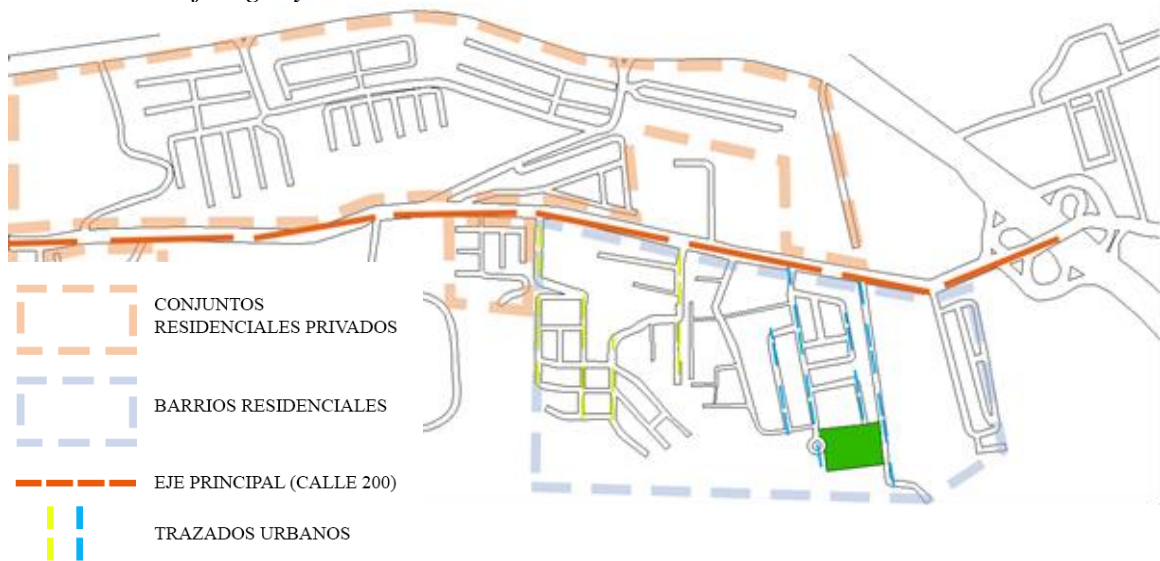 CONJUNTOS
RESIDENCIALES PRIVADOS
BARRIOS RESIDENCIALES
EJE PRINCIPAL (CALLE 200)
TRAZADOS URBANOS